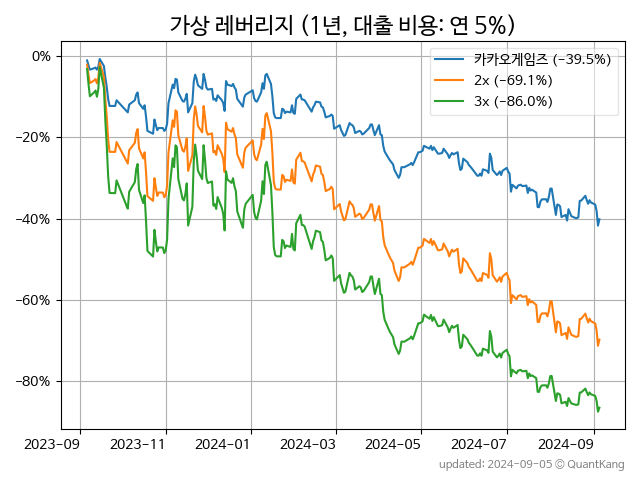 가상 레버리지 (1년, 대출 비용: 연 5%)
카카오게임즈 (−39.5%)
2x (−69.1%)
3x (−86.0%)
0%
−20%
−40%
−60%
−80%
2023-09 2023-11 2024-01 2024-03 2024-05 2024-07 2024-09
updated: 2024-09-05 © QuantKang